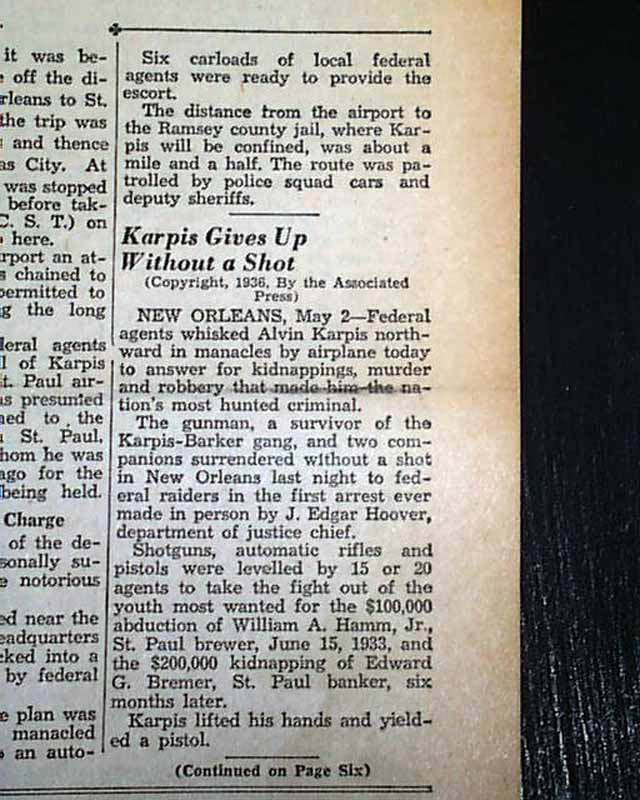 it was be-
off the di-
rleans to St.
the trip was
and thence
as City. At
was stopped
before tak-
C. S. T.) on
here.
rport an at-
s chained to
permitted to
g the long
leral agents
l of Karpis
t. Paul air-
as presumed
ned to the
St. Paul,
hom he was
ago for the
being held.
Charge
of the de-
sonally su-
e notorious
ed near the
eadquarters
cked into a
by federal
e plan was
manacled
an auto-
Six carloads of local federal
agents were ready to provide the
escort.
The distance from the airport to
the Ramsey county jail, where Kar-
pis will be confined, was about a
mile and a half. The route was pa-
trolled by police squad cars and
deputy sheriffs.
Karpis Gives Up
Without a Shot
(Copyright, 1936, By the Associated
Press)
NEW ORLEANS, May 2—Federal
agents whisked Alvin Karpis north-
ward in manacles by airplane today
to answer for kidnappings, murder
and robbery that made him the na-
tion's most hunted criminal.
The gunman, a survivor of the
Karpis-Barker gang, and two com-
panions surrendered without a shot
in New Orleans last night to fed-
eral raiders in the first arrest ever
made in person by J. Edgar Hoover,
department of justice chief.
Shotguns, automatic rifles and
pistols were levelled by 15 or 20
agents to take the fight out of the
youth most wanted for the $100,000
abduction of William A. Hamm, Jr.,
St. Paul brewer, June 15, 1933, and
the $200,000 kidnapping of Edward
G. Bremer, St. Paul banker, six
months later.
Karpis lifted his hands and yield-
ed a pistol.
(Continued on Page Six)